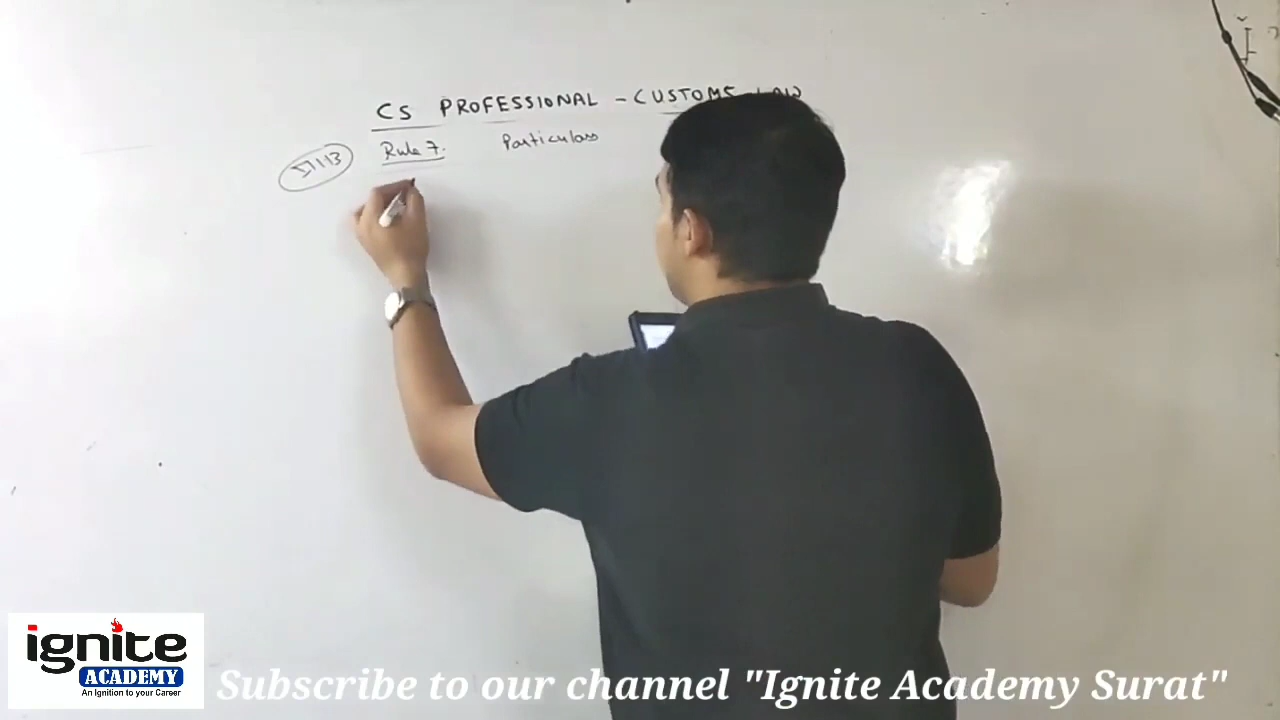 CS PROFESSIONAL - CUSTOMS LAW
Rule 7. Particulars
ignite
ACADEMY
An Ignition to your Career
Subscribe to our channel "Ignite Academy Surat"